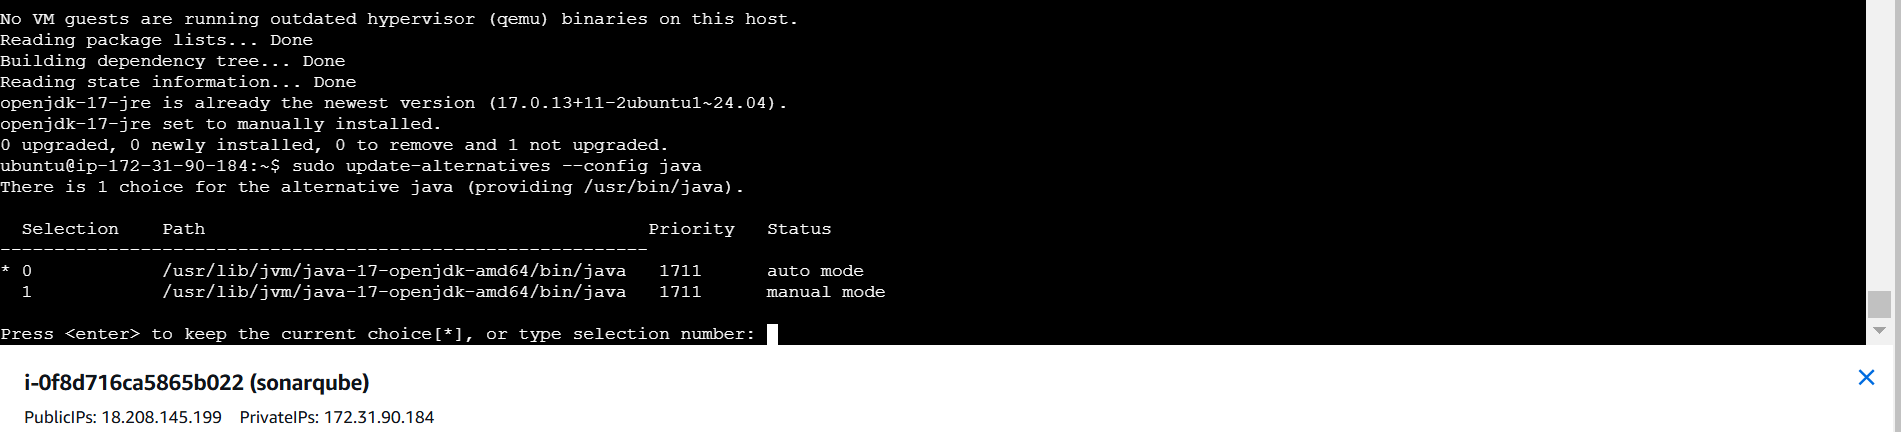 No VM guests are running outdated hypervisor (qemu) binaries on this host.
Reading package lists... Done
Building dependency tree... Done
Reading state information... Done
openjdk-17-jre is already the newest version (17.0.13+11-2ubuntu1~24.04).
openjdk-17-jre set to manually installed.
0 upgraded, 0 newly installed, 0 to remove and 1 not upgraded.
ubuntu@ip-172-31-90-184:~$ sudo update-alternatives --config java
There is 1 choice for the alternative java (providing /usr/bin/java).
  Selection    Path                                         Priority   Status
------------------------------------------------------------
* 0            /usr/lib/jvm/java-17-openjdk-amd64/bin/java   1711      auto mode
  1            /usr/lib/jvm/java-17-openjdk-amd64/bin/java   1711      manual mode
Press <enter> to keep the current choice[*], or type selection number:
i-0f8d716ca5865b022 (sonarqube)
PublicIPs: 18.208.145.199    PrivateIPs: 172.31.90.184